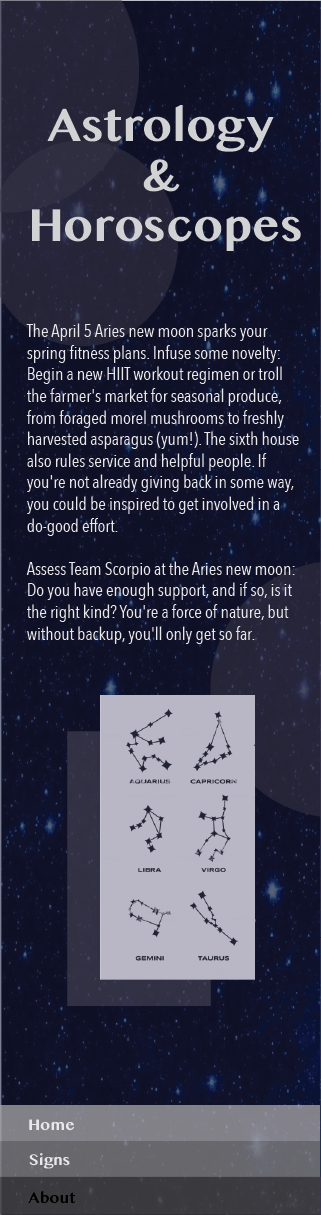 Astrology
&
Horoscopes
The April 5 Aries new moon sparks your
spring fitness plans. Infuse some novelty:
Begin a new HIIT workout regimen or troll
the farmer's market for seasonal produce,
from foraged morel mushrooms to freshly
harvested asparagus (yum!). The sixth house
also rules service and helpful people. If
you're not already giving back in some way,
you could be inspired to get involved in a
do-good effort.
Assess Team Scorpio at the Aries new moon:
Do you have enough support, and if so, is it
the right kind? You're a force of nature, but
without backup, you'll only get so far.
AQUARIUS CAPRICORN
LIBRA VIRGO
GEMINI TAURUS
Home
Signs
About